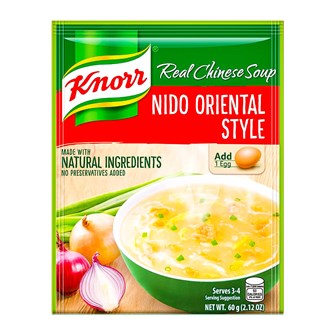 Knorr
Real Chinese Soup
NIDO ORIENTAL
STYLE
MADE WITH
NATURAL INGREDIENTS
NO PRESERVATIVES ADDED
Add
1 Egg
Serves 3-4
Serving Suggestion
NET WT. 60g (2.12 OZ)